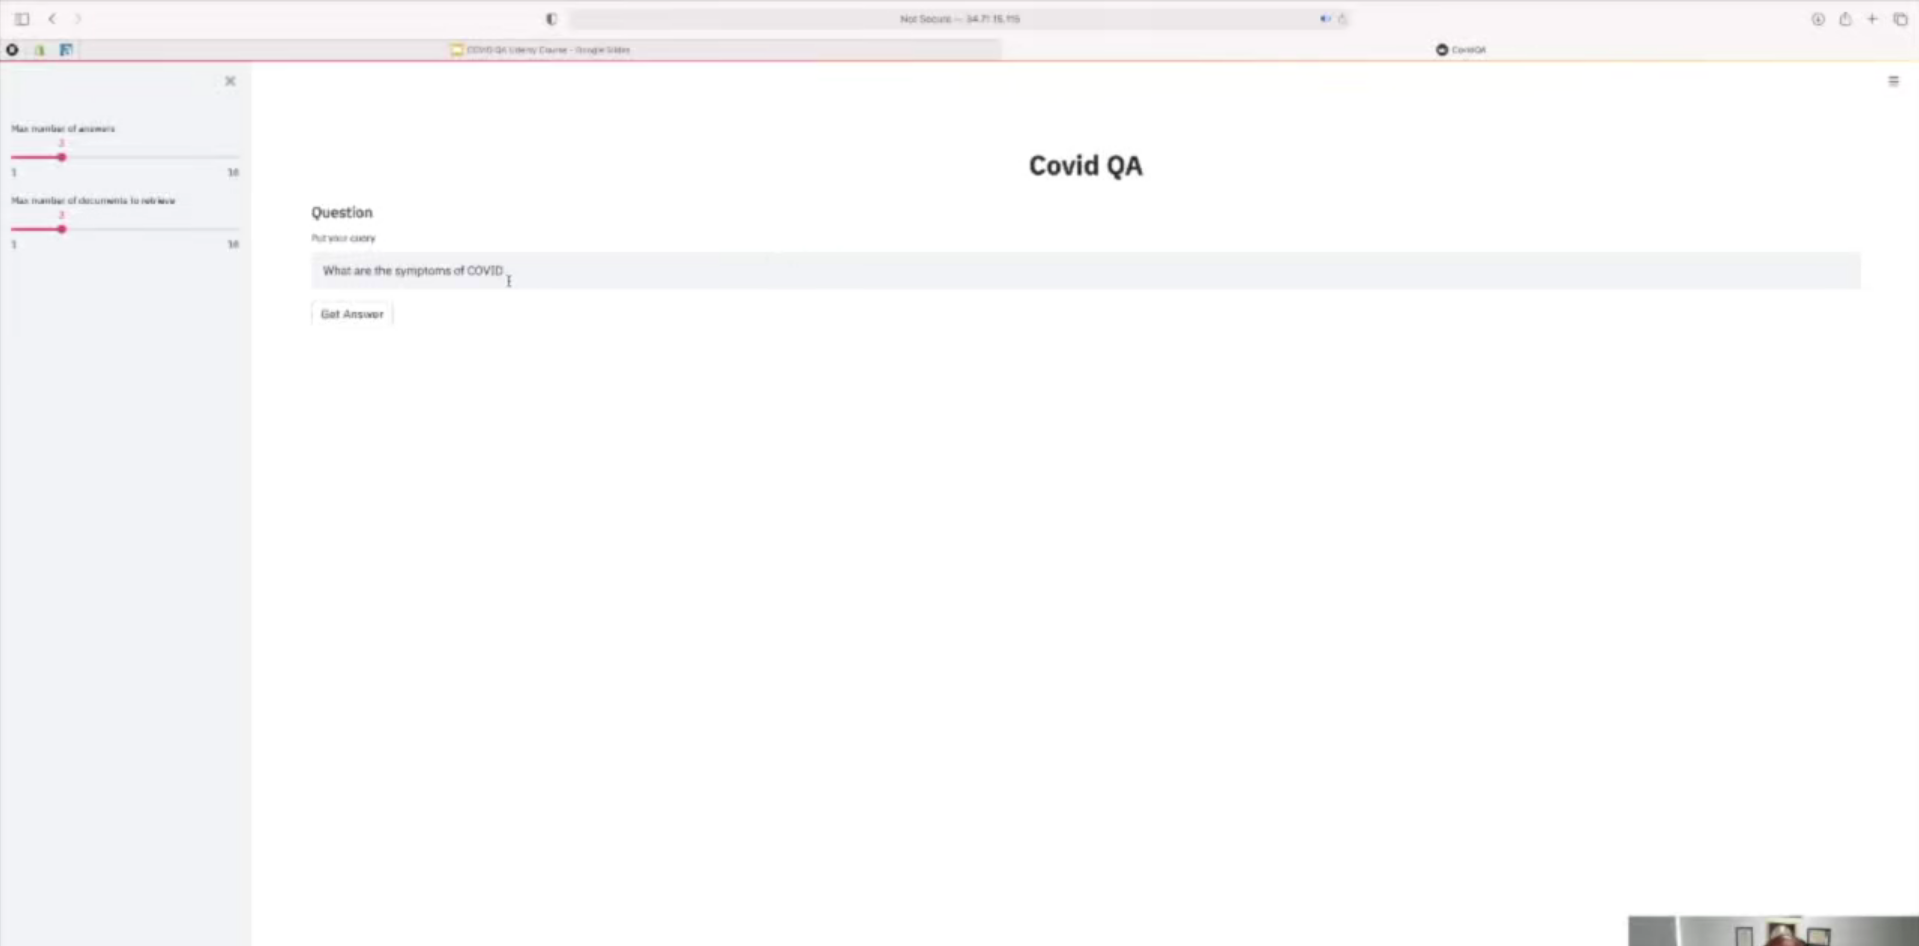 Not Secure — 34.71.15.115
COVID QA Udemy Course - Google Slides
CovidQA
Max number of answers
3
1 10
Max number of documents to retrieve
3
1 10
Covid QA
Question
Put your query
What are the symptoms of COVID
Get Answer